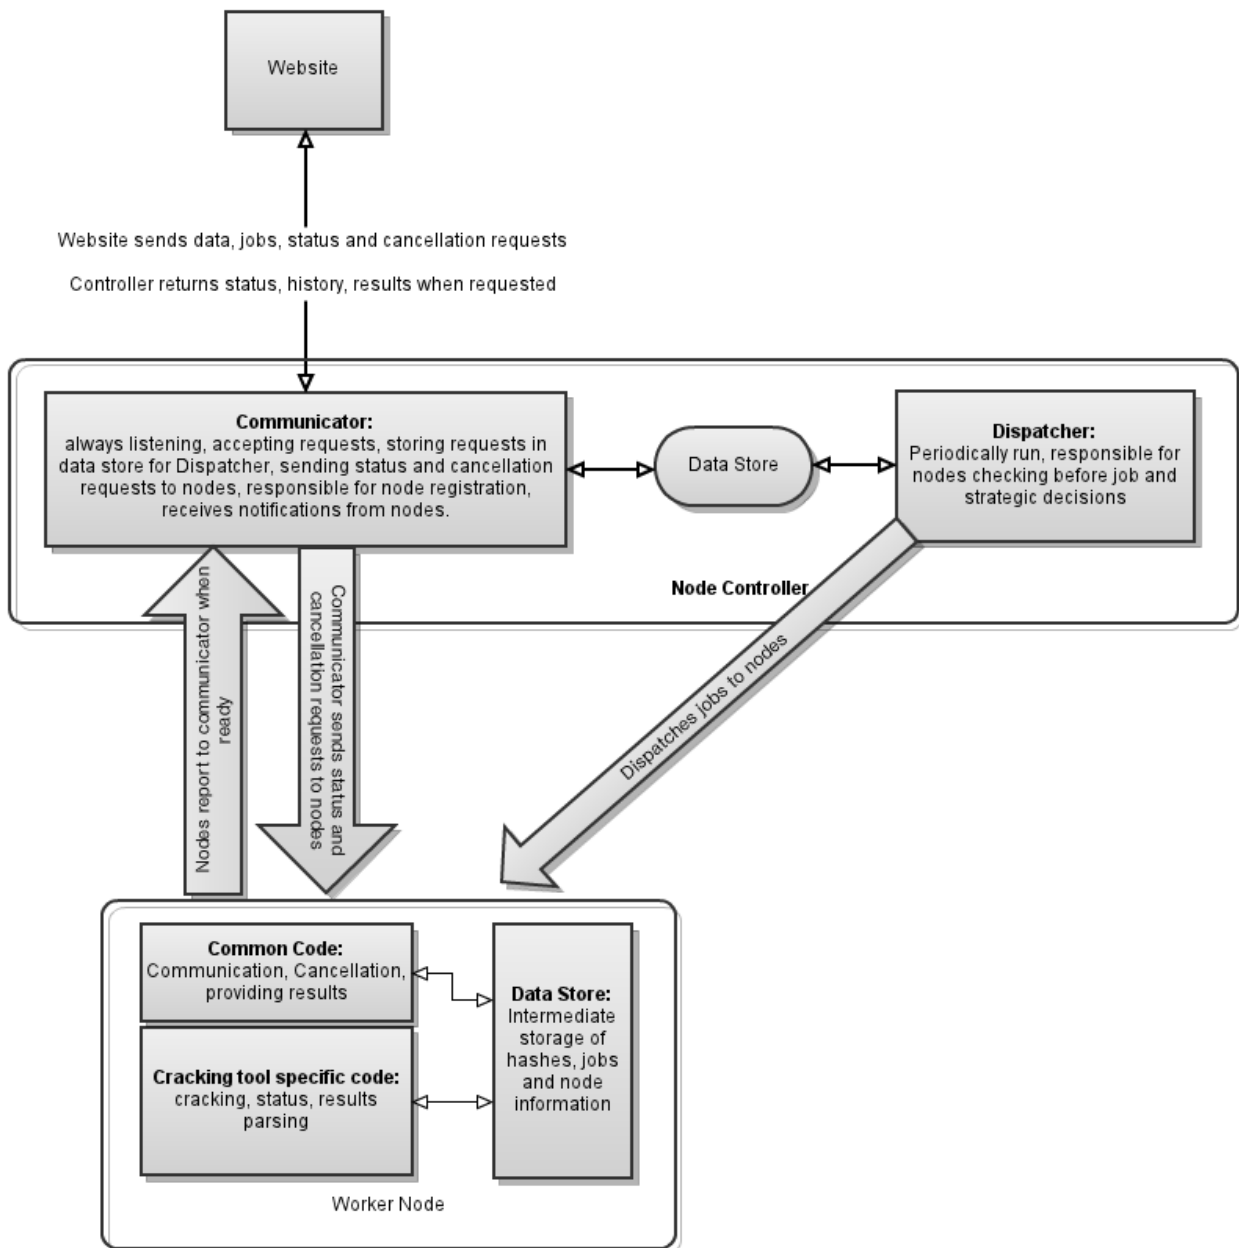 Website
Website sends data, jobs, status and cancellation requests
Controller returns status, history, results when requested
Communicator:
always listening, accepting requests, storing requests in
data store for Dispatcher, sending status and cancellation
requests to nodes, responsible for node registration,
receives notifications from nodes.
Data Store
Dispatcher:
Periodically run, responsible for
nodes checking before job and
strategic decisions
Node Controller
Nodes report to communicator when
ready
Communicator sends status and
cancellation requests to nodes
Dispatches jobs to nodes
Common Code:
Communication, Cancellation,
providing results
Cracking tool specific code:
cracking, status, results
parsing
Data Store:
Intermediate
storage of
hashes, jobs
and node
information
Worker Node